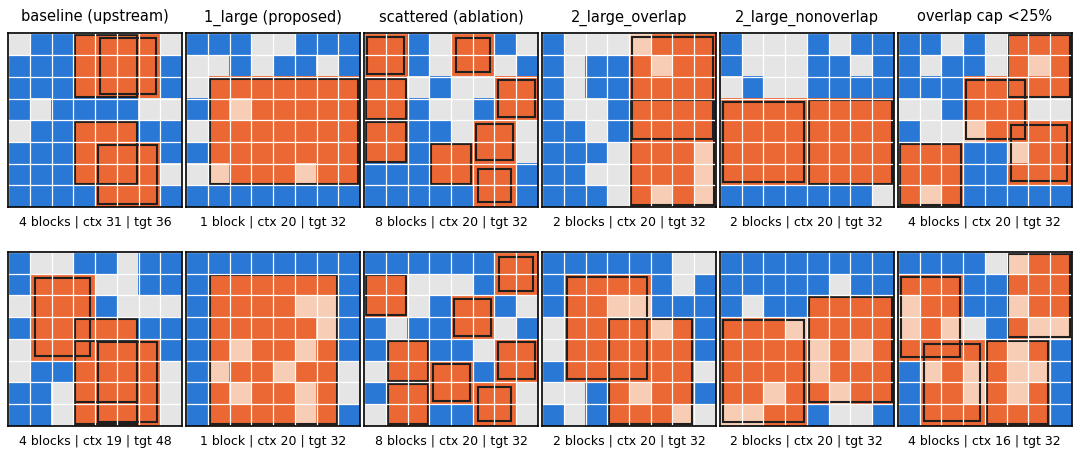 baseline (upstream)
1_large (proposed)
scattered (ablation)
2_large_overlap
2_large_nonoverlap
overlap cap <25%
4 blocks | ctx 31 | tgt 36
1 block | ctx 20 | tgt 32
8 blocks | ctx 20 | tgt 32
2 blocks | ctx 20 | tgt 32
2 blocks | ctx 20 | tgt 32
4 blocks | ctx 20 | tgt 32
4 blocks | ctx 19 | tgt 48
1 block | ctx 20 | tgt 32
8 blocks | ctx 20 | tgt 32
2 blocks | ctx 20 | tgt 32
2 blocks | ctx 20 | tgt 32
4 blocks | ctx 16 | tgt 32